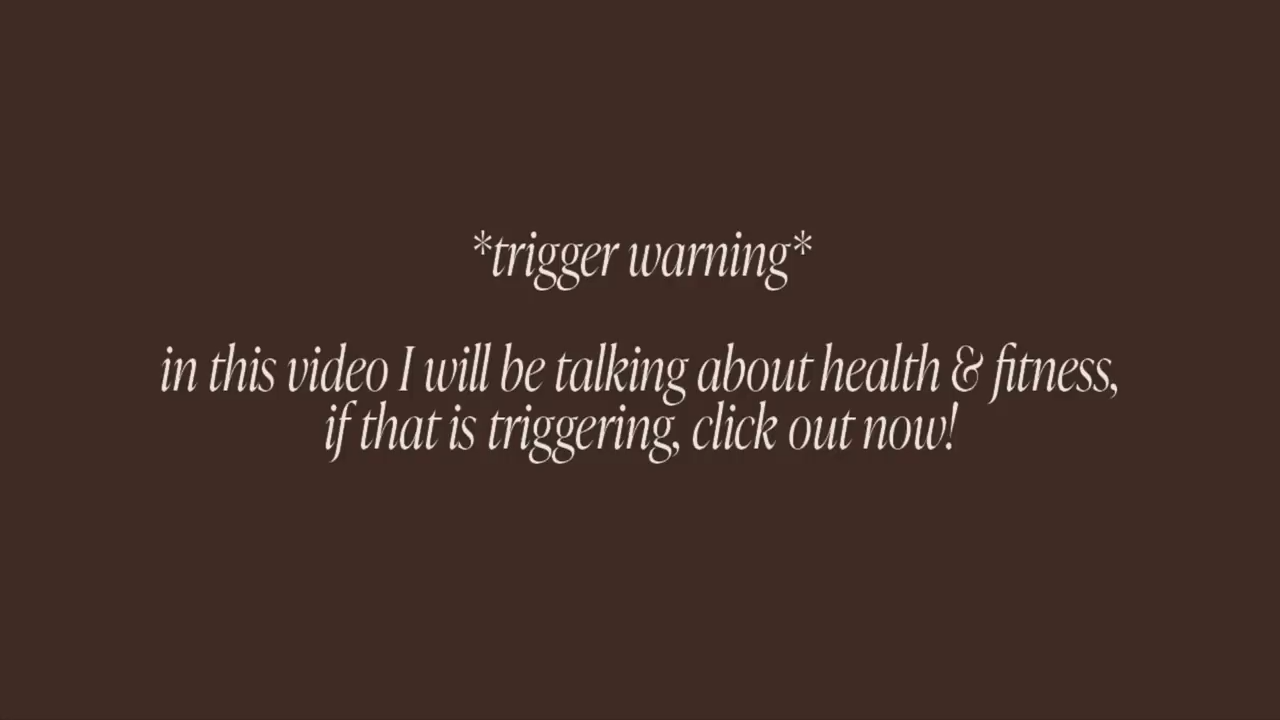 *trigger warning*
in this video I will be talking about health & fitness,
if that is triggering, click out now!